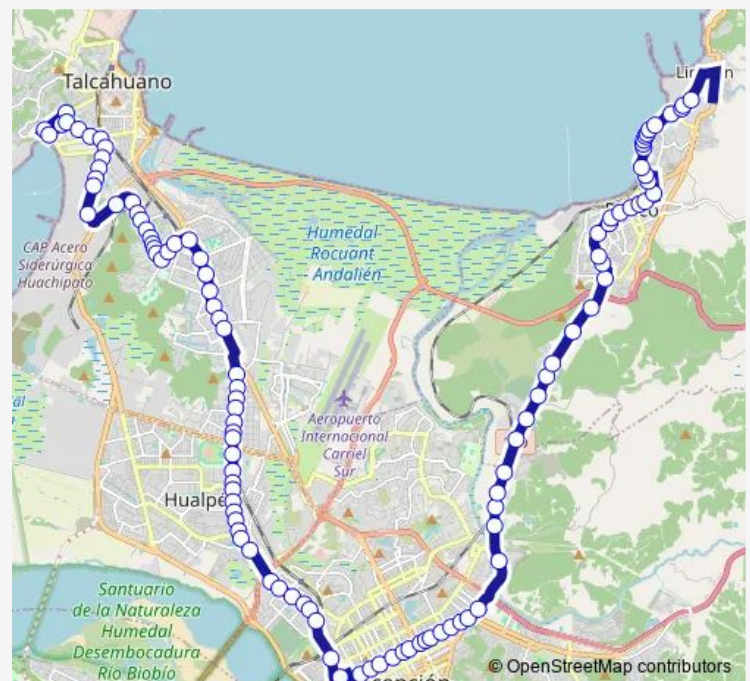 Talcahuano
CAP Acero
Siderúrgica
Huachipato
Humedal
Rocuant
- Andalién
Aeropuerto
Internacional
Carriel
Sur
Santuario
de la Naturaleza
Humedal
Desembocadura
Río Biobío
© OpenStreetMap contributors